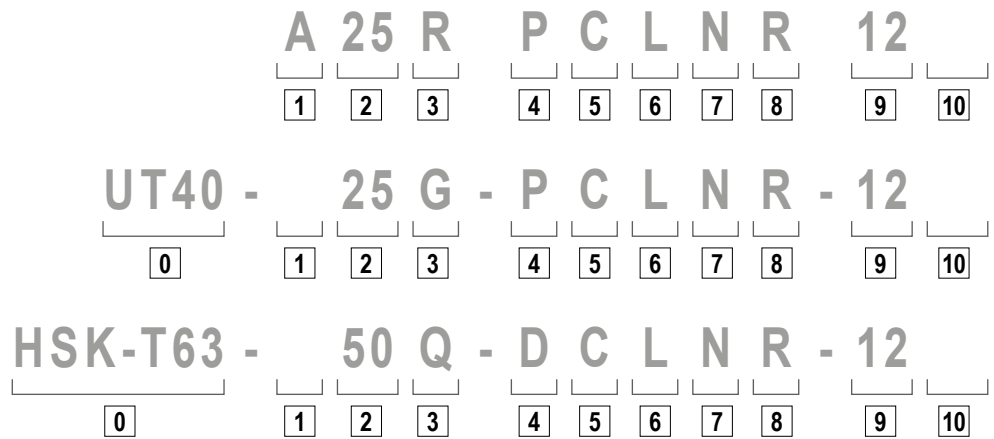 A 25 R P C L N R 12
1 2 3 4 5 6 7 8 9 10
UT40 - 25 G - P C L N R - 12
0 1 2 3 4 5 6 7 8 9 10
HSK-T63 - 50 Q - D C L N R - 12
0 1 2 3 4 5 6 7 8 9 10